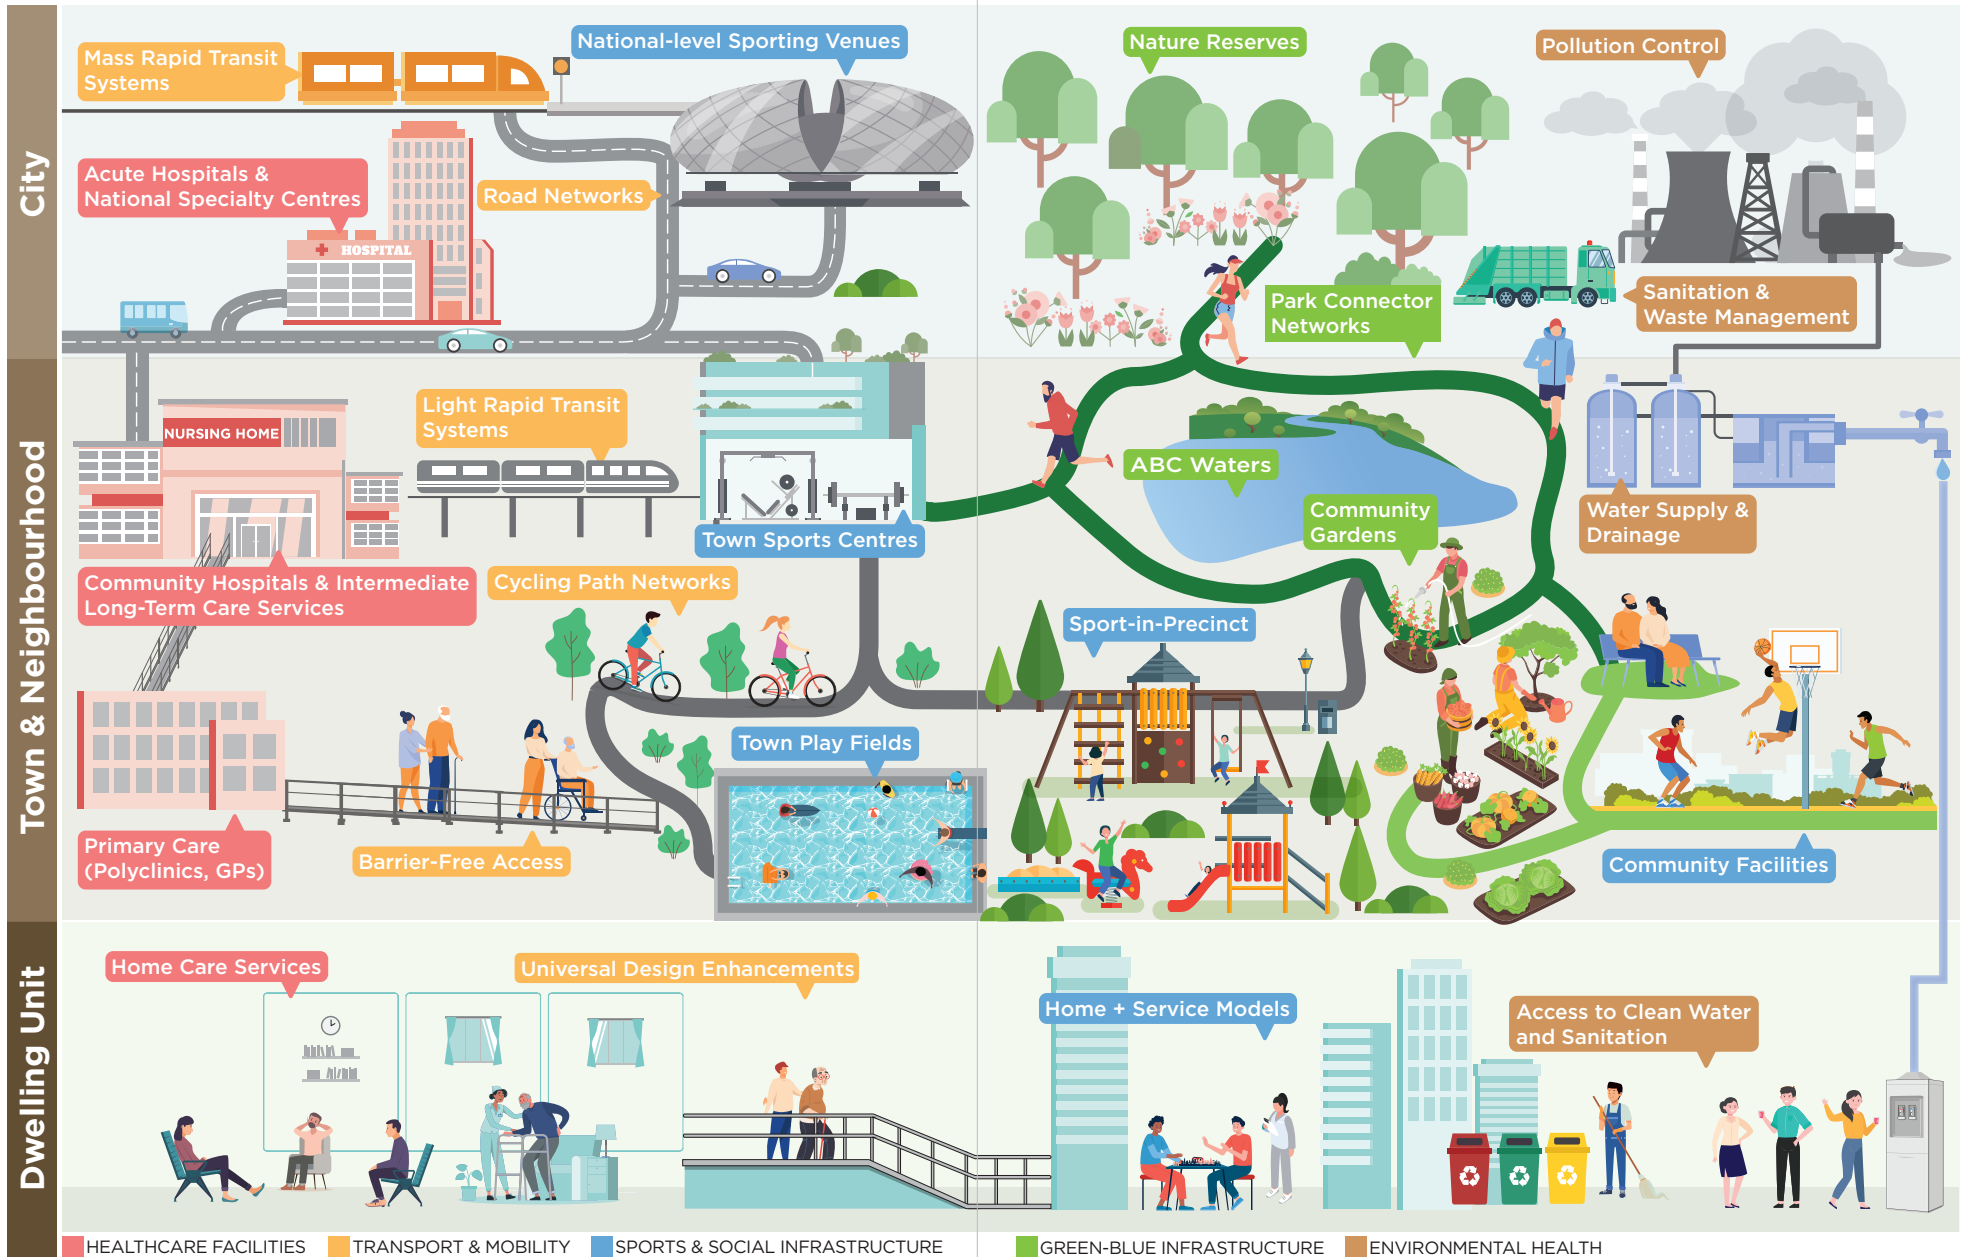 City
Mass Rapid Transit
Systems
National-level Sporting Venues
Acute Hospitals &
National Specialty Centres
Road Networks
HOSPITAL
Nature Reserves
Pollution Control
Park Connector
Networks
Sanitation &
Waste Management
Town & Neighbourhood
NURSING HOME
Light Rapid Transit
Systems
Town Sports Centres
Community Hospitals & Intermediate
Long-Term Care Services
Cycling Path Networks
ABC Waters
Community
Gardens
Water Supply &
Drainage
Sport-in-Precinct
Town Play Fields
Primary Care
(Polyclinics, GPs)
Barrier-Free Access
Community Facilities
Dwelling Unit
Home Care Services
Universal Design Enhancements
Home + Service Models
Access to Clean Water
and Sanitation
HEALTHCARE FACILITIES
TRANSPORT & MOBILITY
SPORTS & SOCIAL INFRASTRUCTURE
GREEN-BLUE INFRASTRUCTURE
ENVIRONMENTAL HEALTH